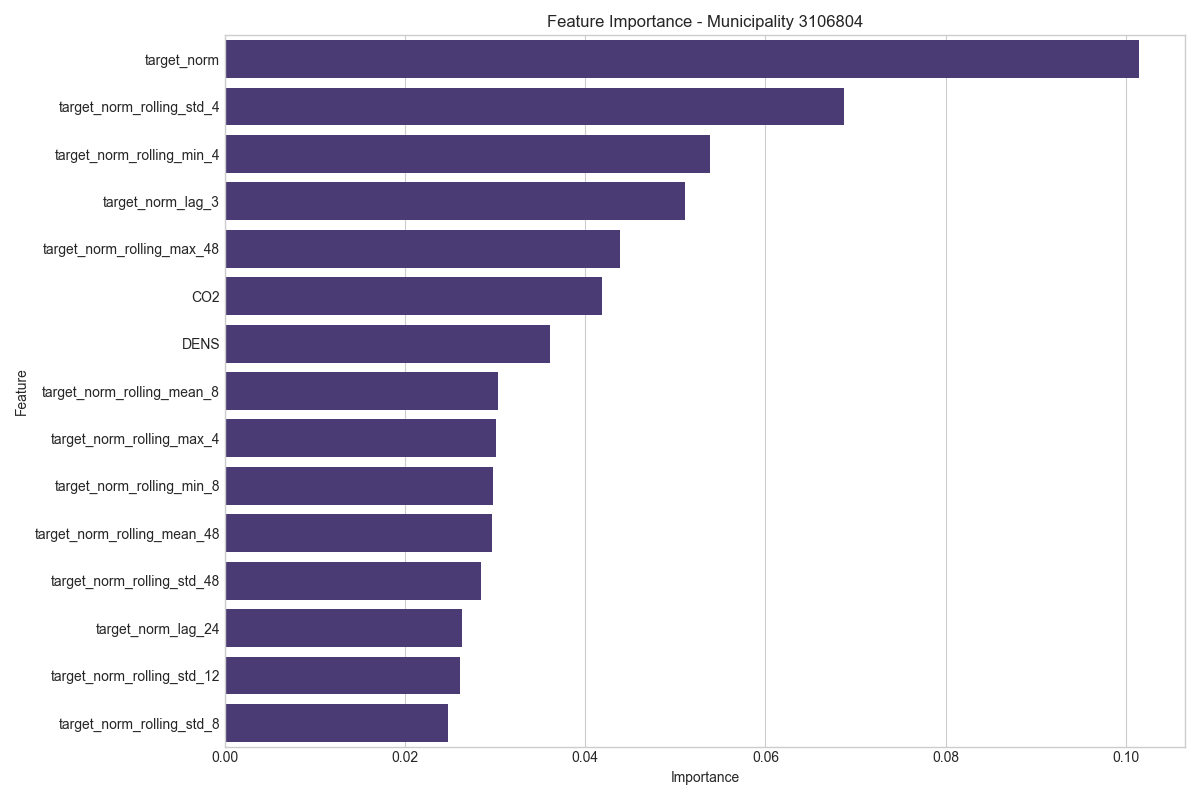 Feature Importance - Municipality 3106804
target_norm
target_norm_rolling_std_4
target_norm_rolling_min_4
target_norm_lag_3
target_norm_rolling_max_48
CO2
DENS
target_norm_rolling_mean_8
target_norm_rolling_max_4
target_norm_rolling_min_8
target_norm_rolling_mean_48
target_norm_rolling_std_48
target_norm_lag_24
target_norm_rolling_std_12
target_norm_rolling_std_8
Feature
0.00 0.02 0.04 0.06 0.08 0.10
Importance